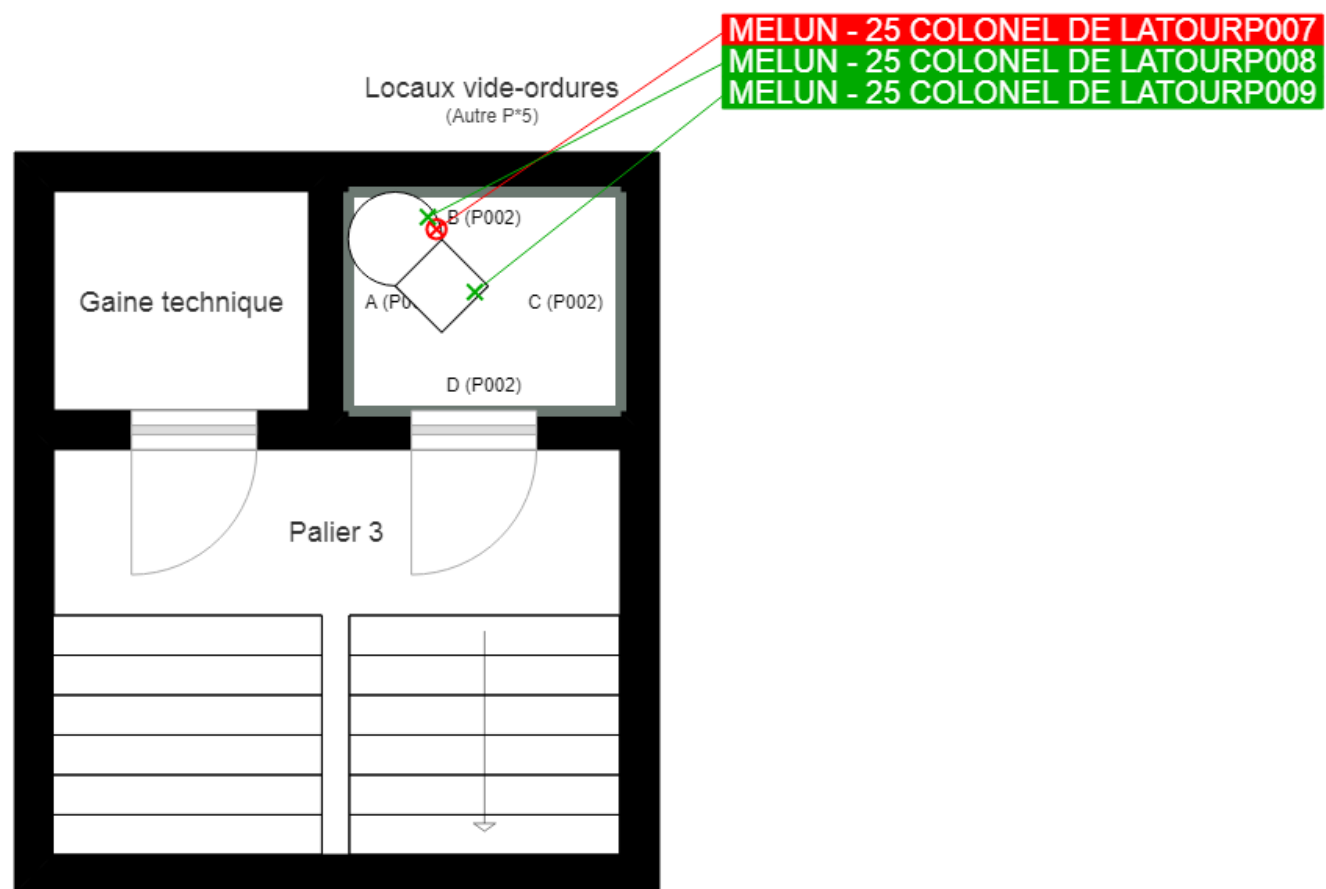 MELUN - 25 COLONEL DE LATOURP007
MELUN - 25 COLONEL DE LATOURP008
MELUN - 25 COLONEL DE LATOURP009
Locaux vide-ordures
(Autre P*5)
B (P002)
Gaine technique
A (P0
C (P002)
D (P002)
Palier 3